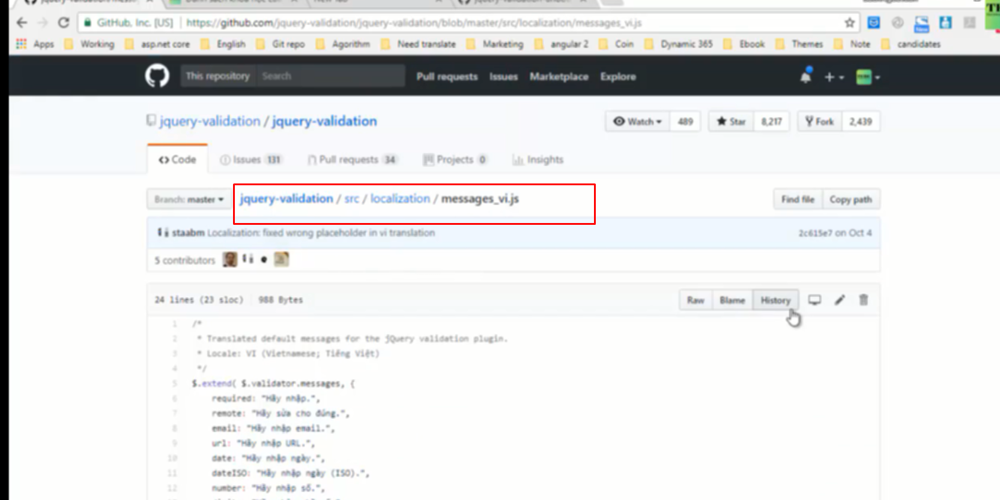 GitHub, Inc. [US] | https://github.com/jquery-validation/jquery-validation/blob/master/src/localization/messages_vi.js
Apps Working asp.net core English Git repo Agorithm Need translate Marketing angular 2 Coin Dynamic 365 Ebook Themes Note candidates
This repository Search Pull requests Issues Marketplace Explore
jquery-validation / jquery-validation Watch 489 Star 8,217 Fork 2,439
Code Issues 131 Pull requests 34 Projects 0 Insights
Branch: master jquery-validation / src / localization / messages_vi.js Find file Copy path
staabm Localization: fixed wrong placeholder in vi translation 2c615e7 on Oct 4
5 contributors
24 lines (23 sloc) 988 Bytes Raw Blame History
1 /*
2 * Translated default messages for the jQuery validation plugin.
3 * Locale: VI (Vietnamese; Tiếng Việt)
4 */
5 $.extend( $.validator.messages, {
6 required: "Hãy nhập.",
7 remote: "Hãy sửa cho đúng.",
8 email: "Hãy nhập email.",
9 url: "Hãy nhập URL.",
10 date: "Hãy nhập ngày.",
11 dateISO: "Hãy nhập ngày (ISO).",
12 number: "Hãy nhập số.",